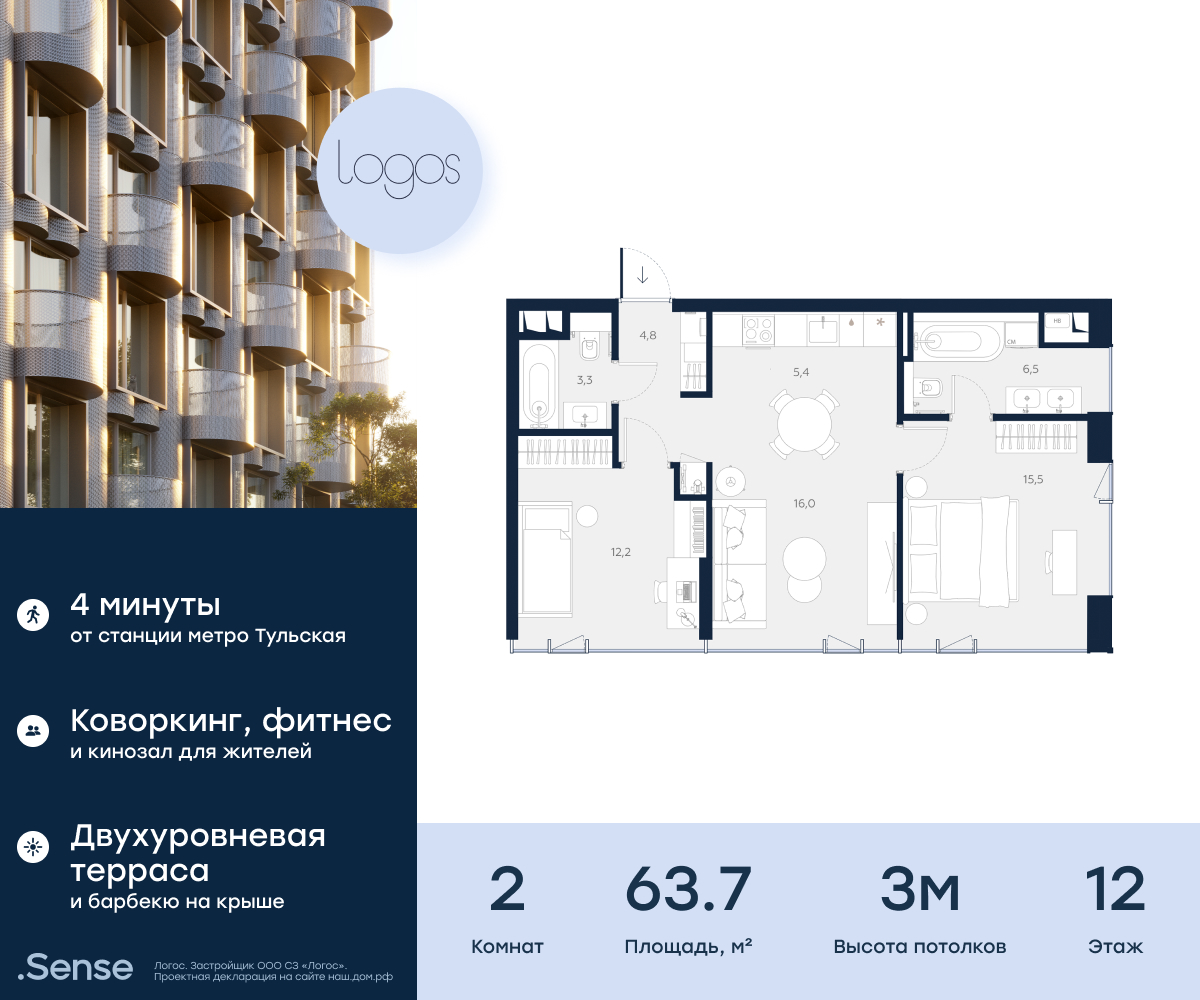 logos
4,8
3,3
5,4
6,5
НВ
СМ
16,0
15,5
12,2
4 минуты
от станции метро Тульская
Коворкинг, фитнес
и кинозал для жителей
Двухуровневая
терраса
и барбекю на крыше
.Sense
Логос. Застройщик ООО СЗ «Логос».
Проектная декларация на сайте наш.дом.рф
2
Комнат
63.7
Площадь, м²
3м
Высота потолков
12
Этаж